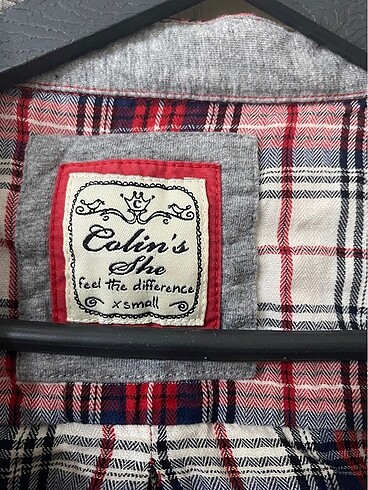 C
Colin's
She
feel the difference
xsmall